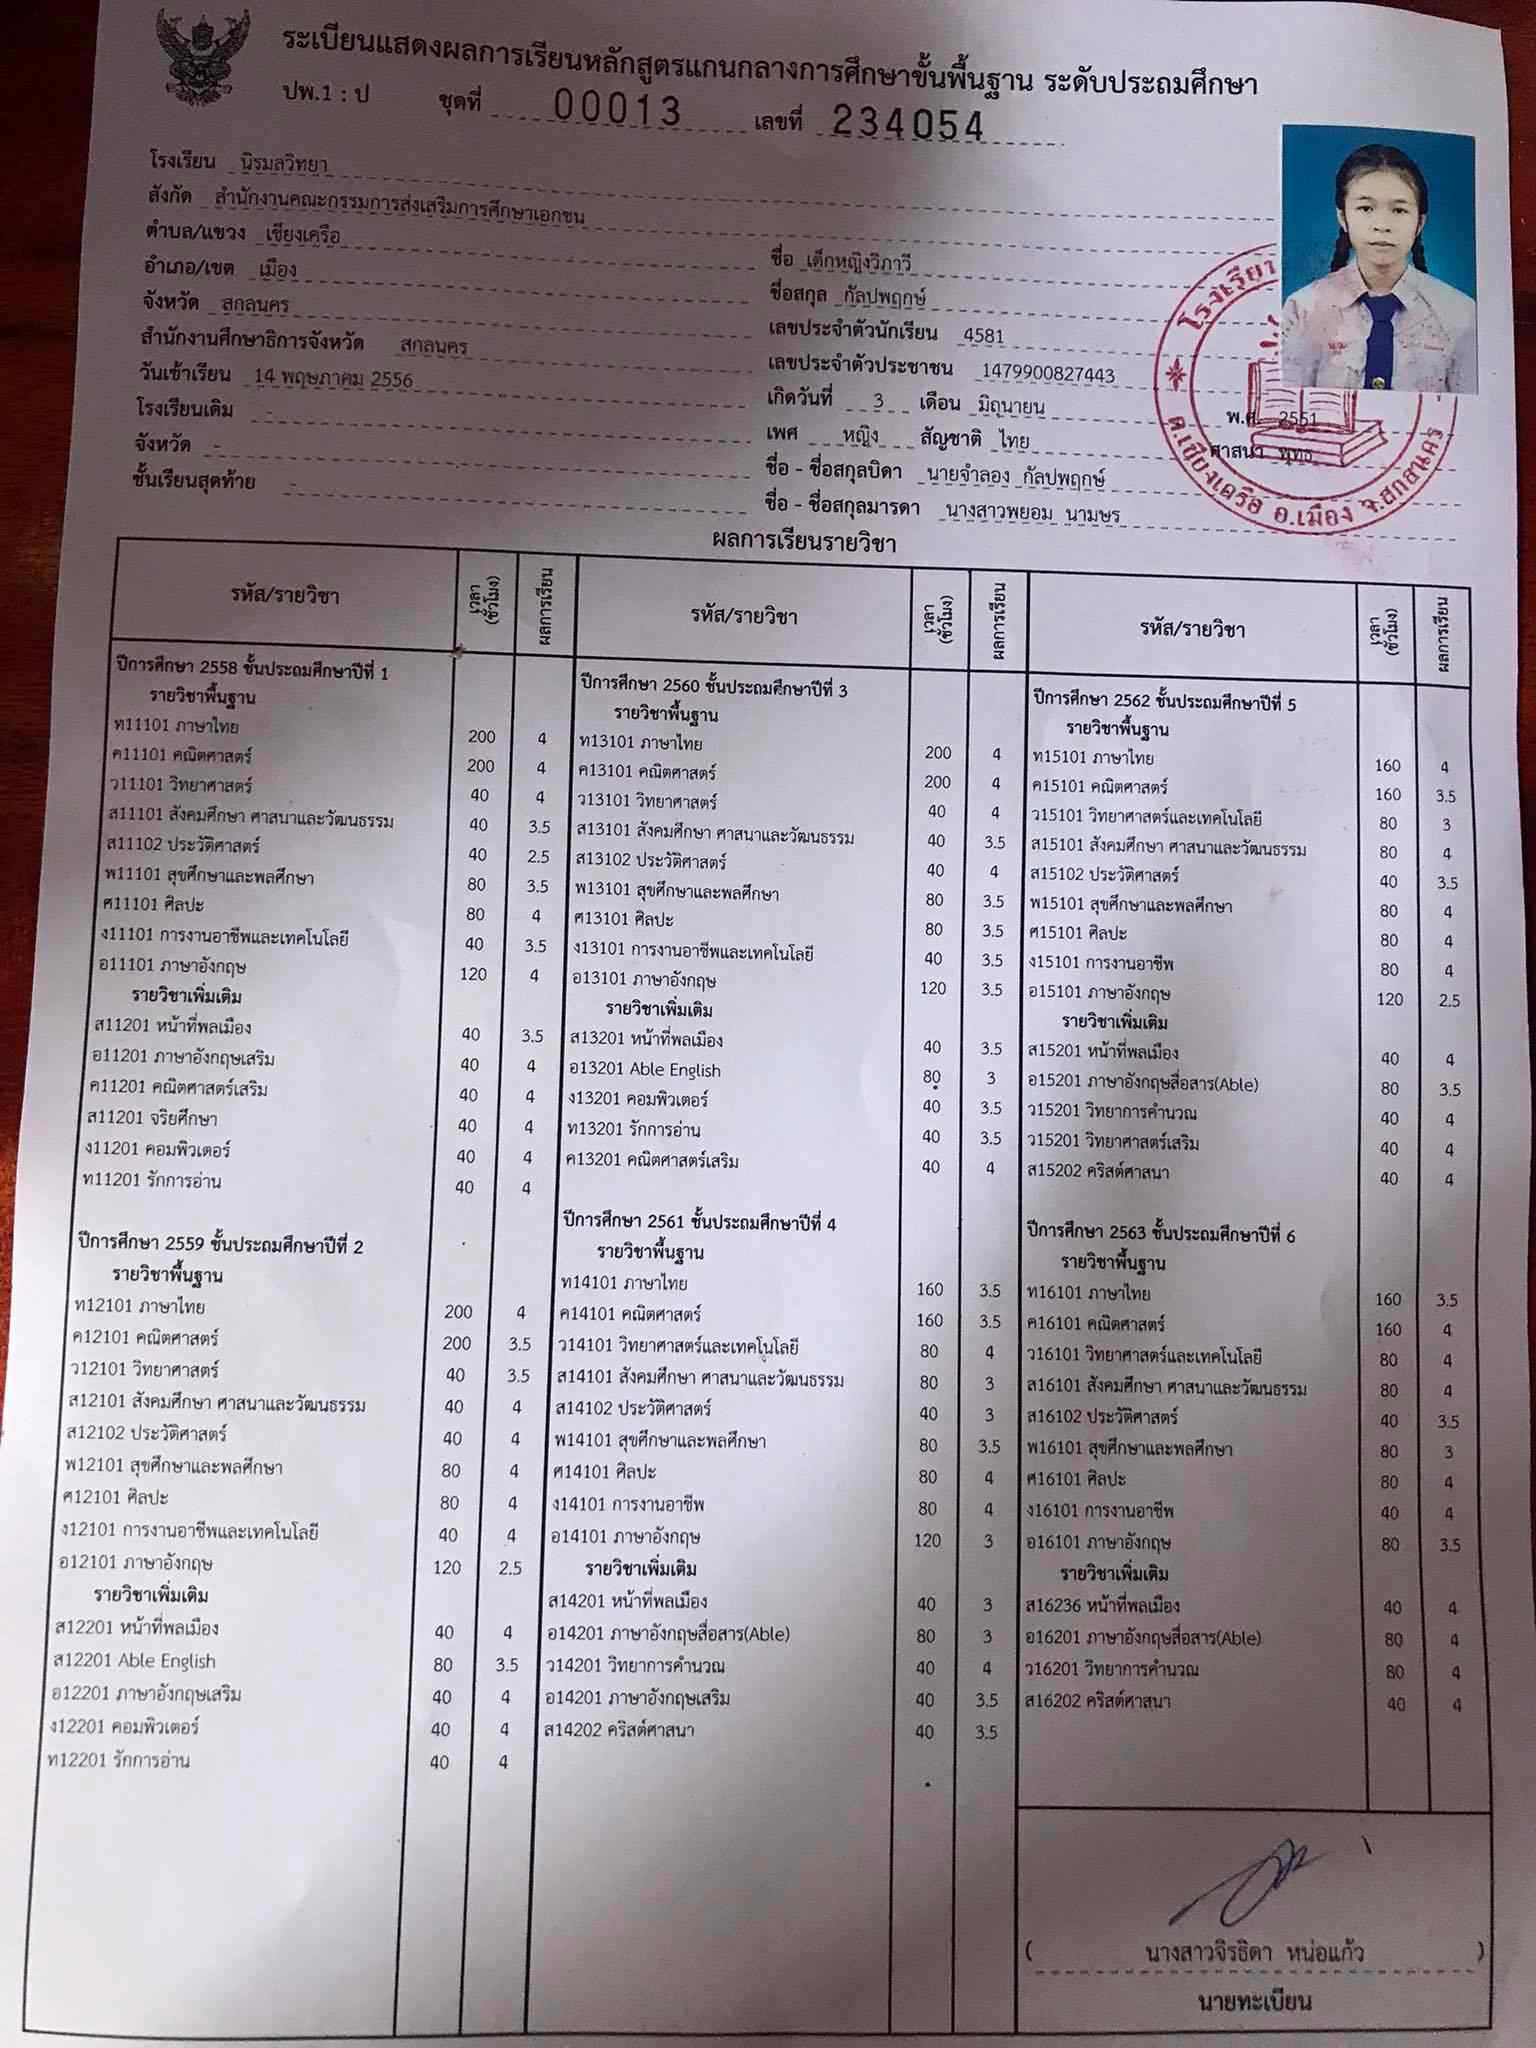 ระเบียนแสดงผลการเรียนหลักสูตรแกนกลางการศึกษาขั้นพื้นฐาน ระดับประถมศึกษา
ปพ.1 : ป ชุดที่ 00013 เลขที่ 234054
โรงเรียน นิรมลวิทยา
สังกัด สำนักงานคณะกรรมการส่งเสริมการศึกษาเอกชน
ตำบล/แขวง เชียงเครือ
อำเภอ/เขต เมือง
จังหวัด สกลนคร
สำนักงานศึกษาธิการจังหวัด สกลนคร
วันเข้าเรียน 14 พฤษภาคม 2556
โรงเรียนเดิม -
จังหวัด -
ชั้นเรียนสุดท้าย
ชื่อ เด็กหญิงวิภาวี
ชื่อสกุล กัลปพฤกษ์
เลขประจำตัวนักเรียน 4581
เลขประจำตัวประชาชน 1479900827443
เกิดวันที่ 3 เดือน มิถุนายน พ.ศ. 2551
เพศ หญิง สัญชาติ ไทย ศาสนา พุทธ
ชื่อ - ชื่อสกุลบิดา นายจำลอง กัลปพฤกษ์
ชื่อ - ชื่อสกุลมารดา นางสาวพยอม นามษร
โรงเรียน
ต.เชียงเครือ อ.เมือง จ.สกลนคร
ผลการเรียนรายวิชา
รหัส/รายวิชา เวลา (ชั่วโมง) ผลการเรียน
ปีการศึกษา 2558 ชั้นประถมศึกษาปีที่ 1
รายวิชาพื้นฐาน
ท11101 ภาษาไทย 200 4
ค11101 คณิตศาสตร์ 200 4
ว11101 วิทยาศาสตร์ 40 4
ส11101 สังคมศึกษา ศาสนาและวัฒนธรรม 40 3.5
ส11102 ประวัติศาสตร์ 40 2.5
พ11101 สุขศึกษาและพลศึกษา 80 3.5
ศ11101 ศิลปะ 80 4
ง11101 การงานอาชีพและเทคโนโลยี 40 3.5
อ11101 ภาษาอังกฤษ 120 4
รายวิชาเพิ่มเติม
ส11201 หน้าที่พลเมือง 40 3.5
อ11201 ภาษาอังกฤษเสริม 40 4
ค11201 คณิตศาสตร์เสริม 40 4
ส11201 จริยศึกษา 40 4
ง11201 คอมพิวเตอร์ 40 4
ท11201 รักการอ่าน 40 4
ปีการศึกษา 2559 ชั้นประถมศึกษาปีที่ 2
รายวิชาพื้นฐาน
ท12101 ภาษาไทย 200 4
ค12101 คณิตศาสตร์ 200 3.5
ว12101 วิทยาศาสตร์ 40 3.5
ส12101 สังคมศึกษา ศาสนาและวัฒนธรรม 40 4
ส12102 ประวัติศาสตร์ 40 4
พ12101 สุขศึกษาและพลศึกษา 80 4
ศ12101 ศิลปะ 80 4
ง12101 การงานอาชีพและเทคโนโลยี 40 4
อ12101 ภาษาอังกฤษ 120 2.5
รายวิชาเพิ่มเติม
ส12201 หน้าที่พลเมือง 40 4
ส12201 Able English 80 3.5
อ12201 ภาษาอังกฤษเสริม 40 4
ง12201 คอมพิวเตอร์ 40 4
ท12201 รักการอ่าน 40 4
รหัส/รายวิชา เวลา (ชั่วโมง) ผลการเรียน
ปีการศึกษา 2560 ชั้นประถมศึกษาปีที่ 3
รายวิชาพื้นฐาน
ท13101 ภาษาไทย 200 4
ค13101 คณิตศาสตร์ 200 4
ว13101 วิทยาศาสตร์ 40 4
ส13101 สังคมศึกษา ศาสนาและวัฒนธรรม 40 3.5
ส13102 ประวัติศาสตร์ 40 4
พ13101 สุขศึกษาและพลศึกษา 80 3.5
ศ13101 ศิลปะ 80 3.5
ง13101 การงานอาชีพและเทคโนโลยี 40 3.5
อ13101 ภาษาอังกฤษ 120 3.5
รายวิชาเพิ่มเติม
ส13201 หน้าที่พลเมือง 40 3.5
อ13201 Able English 80 3
ง13201 คอมพิวเตอร์ 40 3.5
ท13201 รักการอ่าน 40 3.5
ค13201 คณิตศาสตร์เสริม 40 4
ปีการศึกษา 2561 ชั้นประถมศึกษาปีที่ 4
รายวิชาพื้นฐาน
ท14101 ภาษาไทย 160 3.5
ค14101 คณิตศาสตร์ 160 3.5
ว14101 วิทยาศาสตร์และเทคโนโลยี 80 4
ส14101 สังคมศึกษา ศาสนาและวัฒนธรรม 80 3
ส14102 ประวัติศาสตร์ 40 3
พ14101 สุขศึกษาและพลศึกษา 80 3.5
ศ14101 ศิลปะ 80 4
ง14101 การงานอาชีพ 80 4
อ14101 ภาษาอังกฤษ 120 3
รายวิชาเพิ่มเติม
ส14201 หน้าที่พลเมือง 40 3
อ14201 ภาษาอังกฤษสื่อสาร(Able) 80 3
ว14201 วิทยาการคำนวณ 40 4
อ14201 ภาษาอังกฤษเสริม 40 3.5
ส14202 คริสต์ศาสนา 40 3.5
รหัส/รายวิชา เวลา (ชั่วโมง) ผลการเรียน
ปีการศึกษา 2562 ชั้นประถมศึกษาปีที่ 5
รายวิชาพื้นฐาน
ท15101 ภาษาไทย 160 4
ค15101 คณิตศาสตร์ 160 3.5
ว15101 วิทยาศาสตร์และเทคโนโลยี 80 3
ส15101 สังคมศึกษา ศาสนาและวัฒนธรรม 80 4
ส15102 ประวัติศาสตร์ 40 3.5
พ15101 สุขศึกษาและพลศึกษา 80 4
ศ15101 ศิลปะ 80 4
ง15101 การงานอาชีพ 80 4
อ15101 ภาษาอังกฤษ 120 2.5
รายวิชาเพิ่มเติม
ส15201 หน้าที่พลเมือง 40 4
อ15201 ภาษาอังกฤษสื่อสาร(Able) 80 3.5
ว15201 วิทยาการคำนวณ 40 4
ว15201 วิทยาศาสตร์เสริม 40 4
ส15202 คริสต์ศาสนา 40 4
ปีการศึกษา 2563 ชั้นประถมศึกษาปีที่ 6
รายวิชาพื้นฐาน
ท16101 ภาษาไทย 160 3.5
ค16101 คณิตศาสตร์ 160 4
ว16101 วิทยาศาสตร์และเทคโนโลยี 80 4
ส16101 สังคมศึกษา ศาสนาและวัฒนธรรม 80 4
ส16102 ประวัติศาสตร์ 40 3.5
พ16101 สุขศึกษาและพลศึกษา 80 3
ศ16101 ศิลปะ 80 4
ง16101 การงานอาชีพ 40 4
อ16101 ภาษาอังกฤษ 80 3.5
รายวิชาเพิ่มเติม
ส16236 หน้าที่พลเมือง 40 4
อ16201 ภาษาอังกฤษสื่อสาร(Able) 80 4
ว16201 วิทยาการคำนวณ 80 4
ส16202 คริสต์ศาสนา 40 4
( นางสาวจิรธิดา หน่อแก้ว )
นายทะเบียน